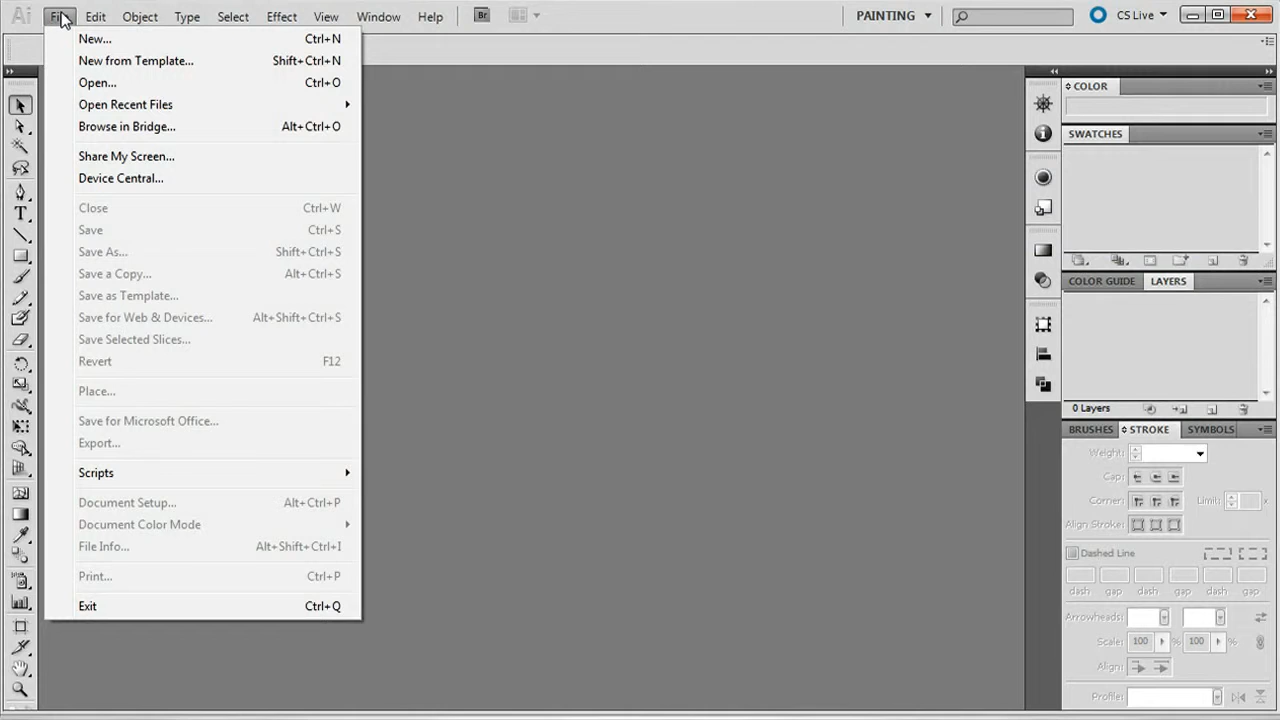 Ai File Edit Object Type Select Effect View Window Help Br PAINTING CS Live
New... Ctrl+N
New from Template... Shift+Ctrl+N
Open... Ctrl+O
Open Recent Files
Browse in Bridge... Alt+Ctrl+O
Share My Screen...
Device Central...
Close Ctrl+W
Save Ctrl+S
Save As... Shift+Ctrl+S
Save a Copy... Alt+Ctrl+S
Save as Template...
Save for Web & Devices... Alt+Shift+Ctrl+S
Save Selected Slices...
Revert F12
Place...
Save for Microsoft Office...
Export...
Scripts
Document Setup... Alt+Ctrl+P
Document Color Mode
File Info... Alt+Shift+Ctrl+I
Print... Ctrl+P
Exit Ctrl+Q
COLOR
SWATCHES
COLOR GUIDE LAYERS
0 Layers
BRUSHES STROKE SYMBOLS
Weight:
Cap:
Corner: Limit: x
Align Stroke:
Dashed Line
dash gap dash gap dash gap
Arrowheads:
Scale: 100 % 100 %
Align:
Profile: